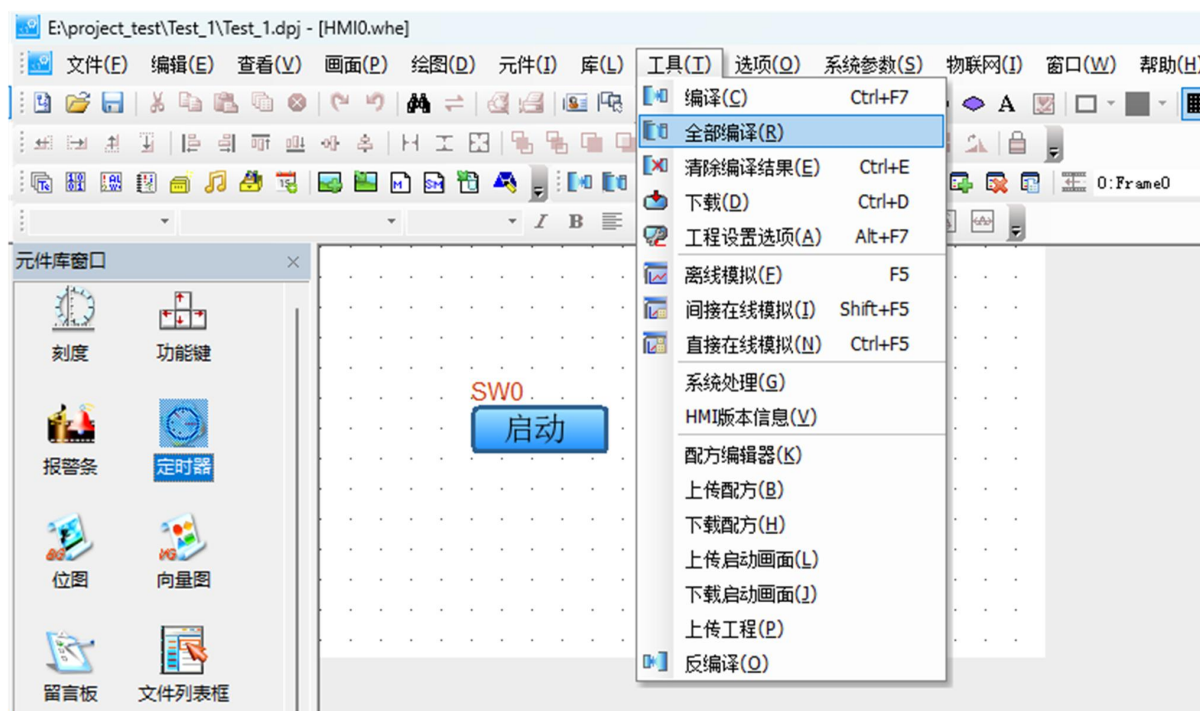 E:\project_test\Test_1\Test_1.dpj - [HMI0.whe]
文件(F) 编辑(E) 查看(V) 画面(P) 绘图(D) 元件(I) 库(L) 工具(T) 选项(O) 系统参数(S) 物联网(I) 窗口(W) 帮助(H)
编译(C) Ctrl+F7
全部编译(R)
清除编译结果(E) Ctrl+E
下载(D) Ctrl+D
工程设置选项(A) Alt+F7
离线模拟(F) F5
间接在线模拟(I) Shift+F5
直接在线模拟(N) Ctrl+F5
系统处理(G)
HMI版本信息(V)
配方编辑器(K)
上传配方(B)
下载配方(H)
上传启动画面(L)
下载启动画面(J)
上传工程(P)
反编译(O)
0:Frame0
元件库窗口
刻度 功能键
报警条 定时器
位图 向量图
留言板 文件列表框
SW0
启动